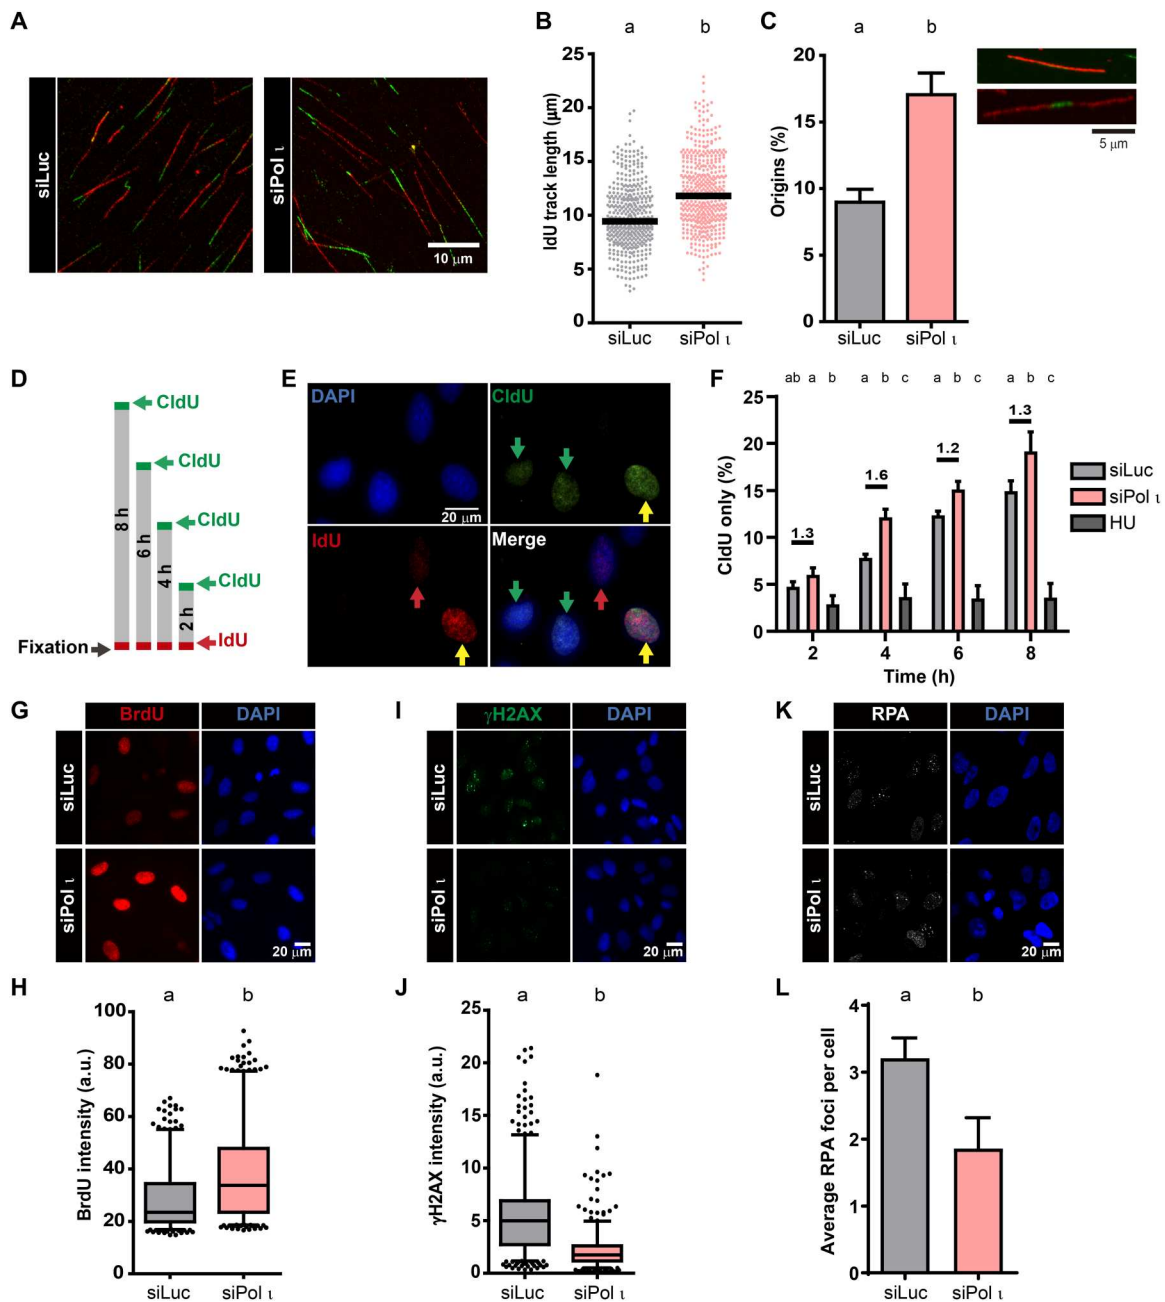 A
siLuc
siPol ι
10 μm
B
a b
IdU track length (μm)
25
20
15
10
5
0
siLuc siPol ι
C
a b
Origins (%)
20
15
10
5
0
siLuc siPol ι
5 μm
D
CldU
CldU
CldU
CldU
8 h
6 h
4 h
2 h
Fixation
IdU
E
DAPI
CldU
20 μm
IdU
Merge
F
ab a b a b c a b c a b c
CldU only (%)
25
20
15
10
5
0
1.3
1.6
1.2
1.3
2 4 6 8
Time (h)
siLuc
siPol ι
HU
G
BrdU DAPI
siLuc
siPol ι
20 μm
I
γH2AX DAPI
siLuc
siPol ι
20 μm
K
RPA DAPI
siLuc
siPol ι
20 μm
H
a b
BrdU intensity (a.u.)
100
80
60
40
20
0
siLuc siPol ι
J
a b
γH2AX intensity (a.u.)
25
20
15
10
5
0
siLuc siPol ι
L
a b
Average RPA foci per cell
4
3
2
1
0
siLuc siPol ι